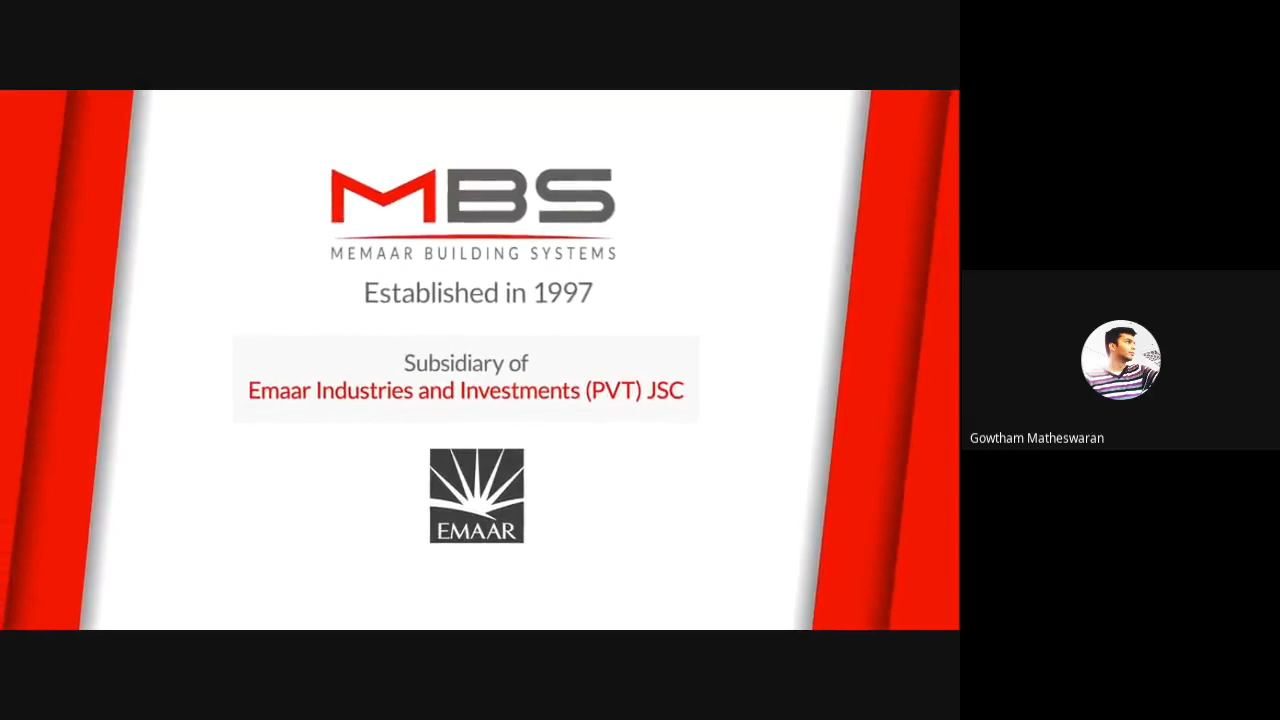 MBS
MEMAAR BUILDING SYSTEMS
Established in 1997
Subsidiary of
Emaar Industries and Investments (PVT) JSC
EMAAR
Gowtham Matheswaran